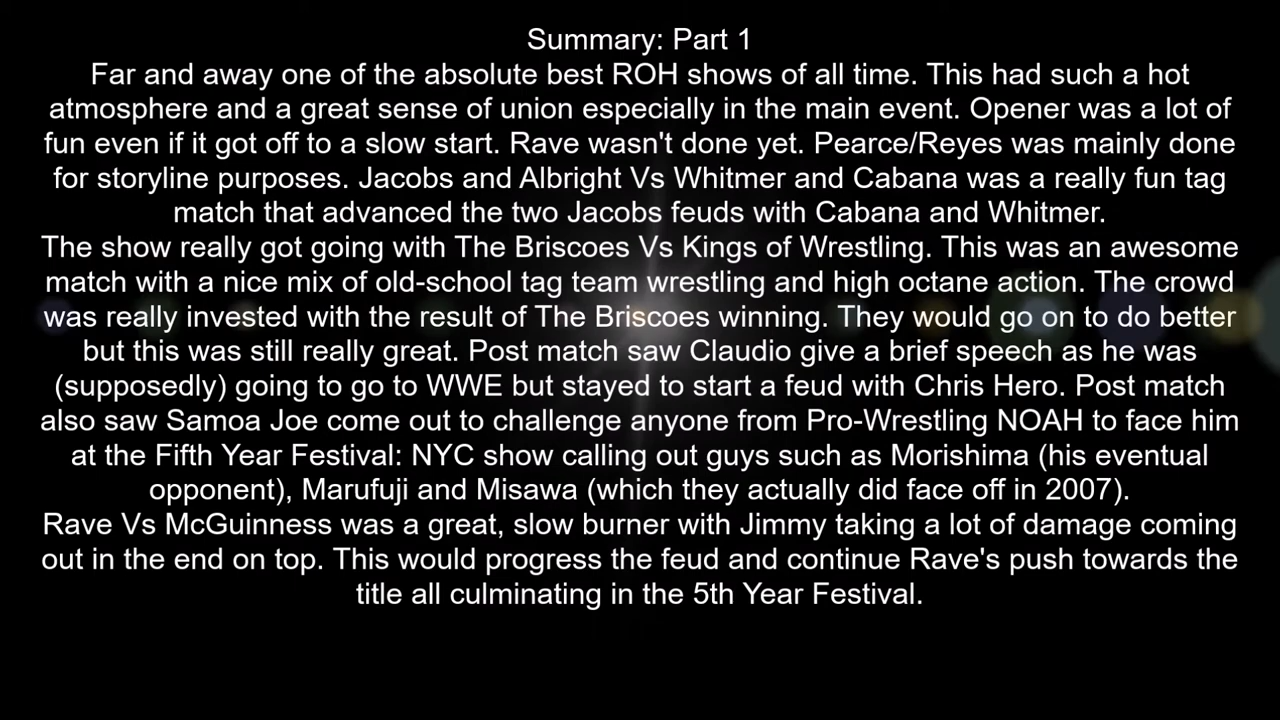 Summary: Part 1
Far and away one of the absolute best ROH shows of all time. This had such a hot
atmosphere and a great sense of union especially in the main event. Opener was a lot of
fun even if it got off to a slow start. Rave wasn't done yet. Pearce/Reyes was mainly done
for storyline purposes. Jacobs and Albright Vs Whitmer and Cabana was a really fun tag
match that advanced the two Jacobs feuds with Cabana and Whitmer.
The show really got going with The Briscoes Vs Kings of Wrestling. This was an awesome
match with a nice mix of old-school tag team wrestling and high octane action. The crowd
was really invested with the result of The Briscoes winning. They would go on to do better
but this was still really great. Post match saw Claudio give a brief speech as he was
(supposedly) going to go to WWE but stayed to start a feud with Chris Hero. Post match
also saw Samoa Joe come out to challenge anyone from Pro-Wrestling NOAH to face him
at the Fifth Year Festival: NYC show calling out guys such as Morishima (his eventual
opponent), Marufuji and Misawa (which they actually did face off in 2007).
Rave Vs McGuinness was a great, slow burner with Jimmy taking a lot of damage coming
out in the end on top. This would progress the feud and continue Rave's push towards the
title all culminating in the 5th Year Festival.